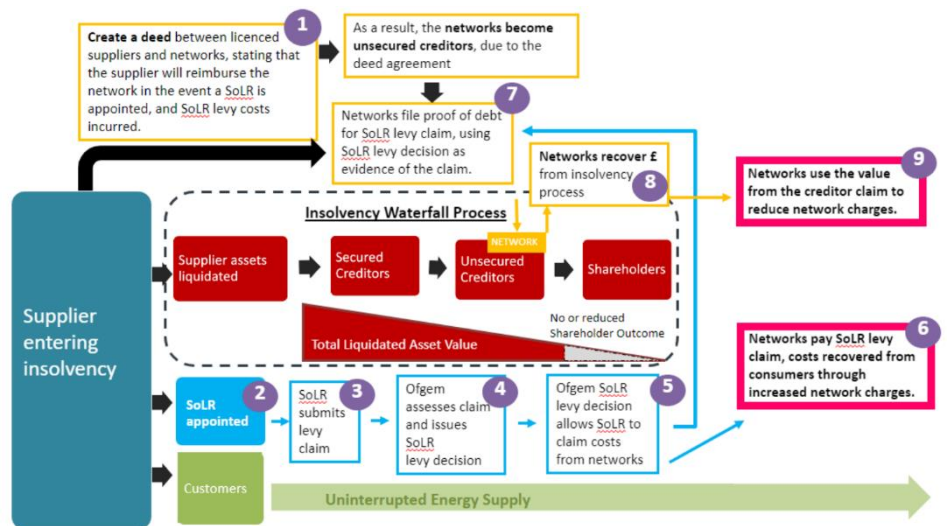 1
Create a deed between licenced
suppliers and networks, stating that
the supplier will reimburse the
network in the event a SoLR is
appointed, and SoLR levy costs
incurred.
As a result, the networks become
unsecured creditors, due to the
deed agreement
7
Networks file proof of debt
for SoLR levy claim, using
SoLR levy decision as
evidence of the claim.
Networks recover £
from insolvency
process
8
9
Networks use the value
from the creditor claim to
reduce network charges.
Supplier
entering
insolvency
Insolvency Waterfall Process
NETWORK
Supplier assets
liquidated
Secured
Creditors
Unsecured
Creditors
Shareholders
No or reduced
Shareholder Outcome
Total Liquidated Asset Value
6
Networks pay SoLR levy
claim, costs recovered from
consumers through
increased network charges.
2
SoLR
appointed
3
SoLR
submits
levy
claim
4
Ofgem
assesses claim
and issues
SoLR
levy decision
5
Ofgem SoLR
levy decision
allows SoLR to
claim costs
from networks
Customers
Uninterrupted Energy Supply